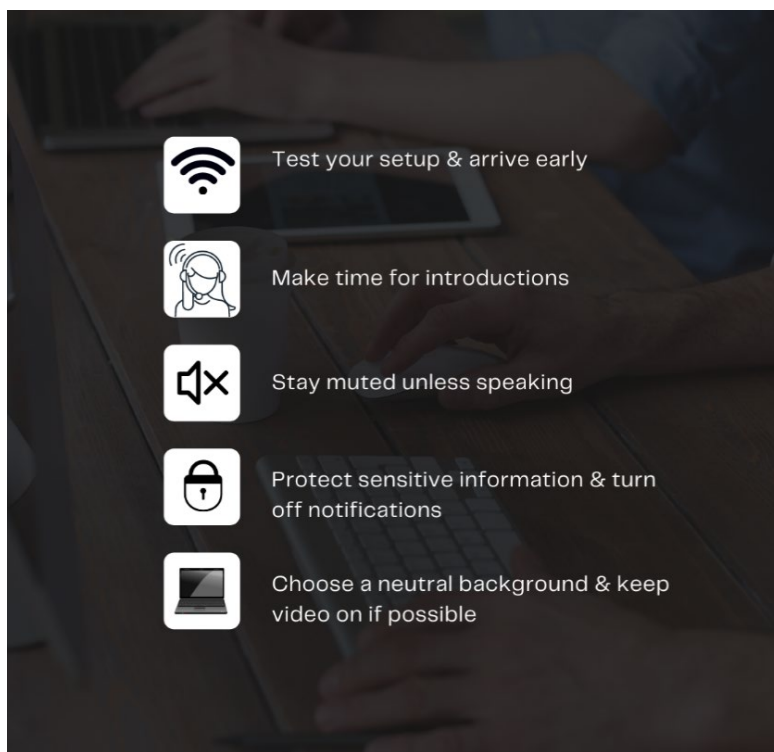 Test your setup & arrive early
Make time for introductions
Stay muted unless speaking
Protect sensitive information & turn
off notifications
Choose a neutral background & keep
video on if possible